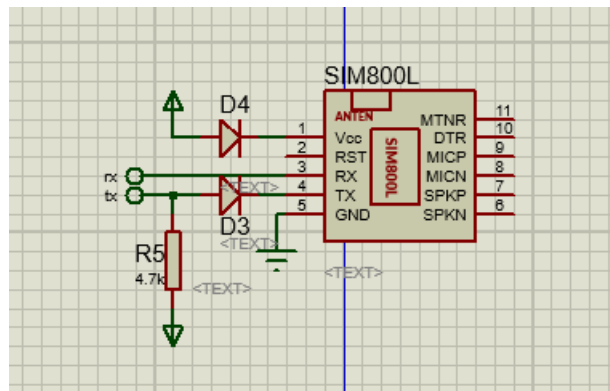 SIM800L
D4
ANTEN
1 Vcc MTNR 11
2 RST DTR 10
3 RX MICP 9
4 TX MICN 8
5 GND SPKP 7
SPKN 6
SIM800L
rx
tx
<TEXT>
D3
<TEXT>
R5
4.7k
<TEXT>
<TEXT>